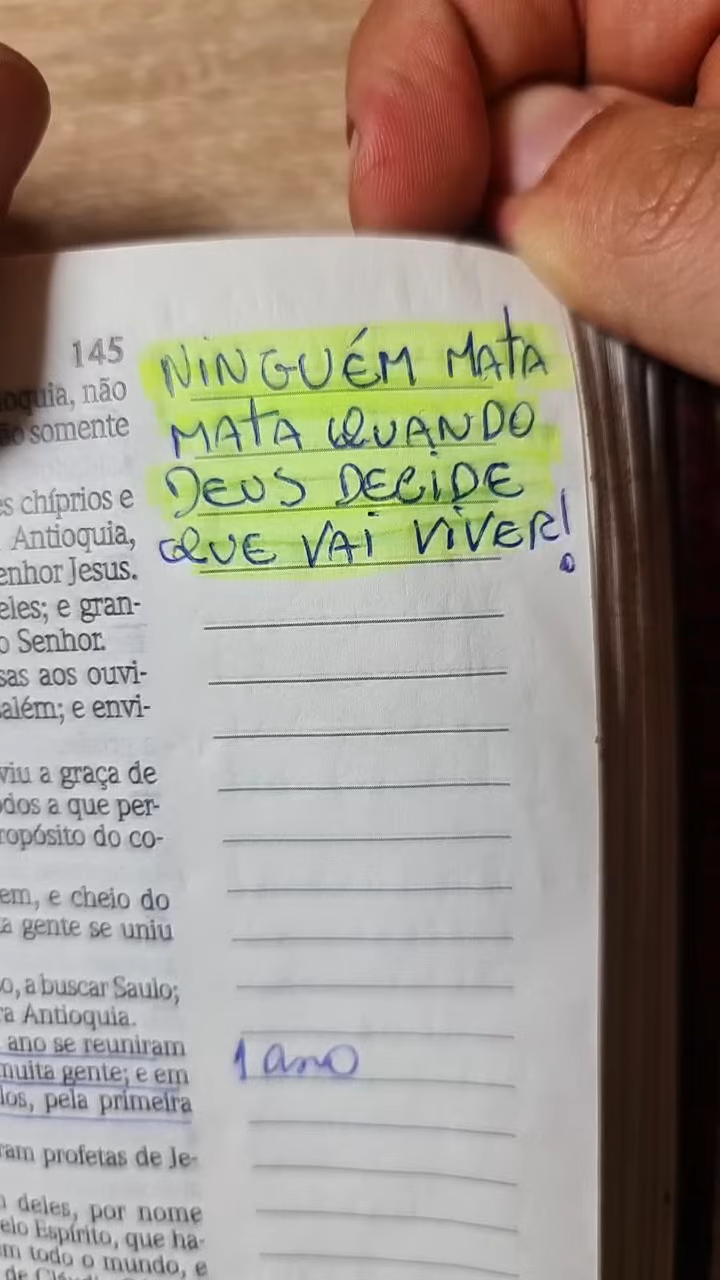 145
NINGUÉM MATA
MATA QUANDO
DEUS DECIDE
QUE VAI VIVER!
oquia, não
ão somente
es chíprios e
Antioquia,
enhor Jesus.
eles; e gran-
o Senhor.
sas aos ouvi-
salém; e envi-
viu a graça de
odos a que per-
ropósito do co-
em, e cheio do
a gente se uniu
o, a buscar Saulo;
ra Antioquia.
ano se reuniram
1 ano
muita gente; e em
los, pela primeira
ram profetas de Je-
deles, por nome
elo Espírito, que ha-
m todo o mundo, e
de